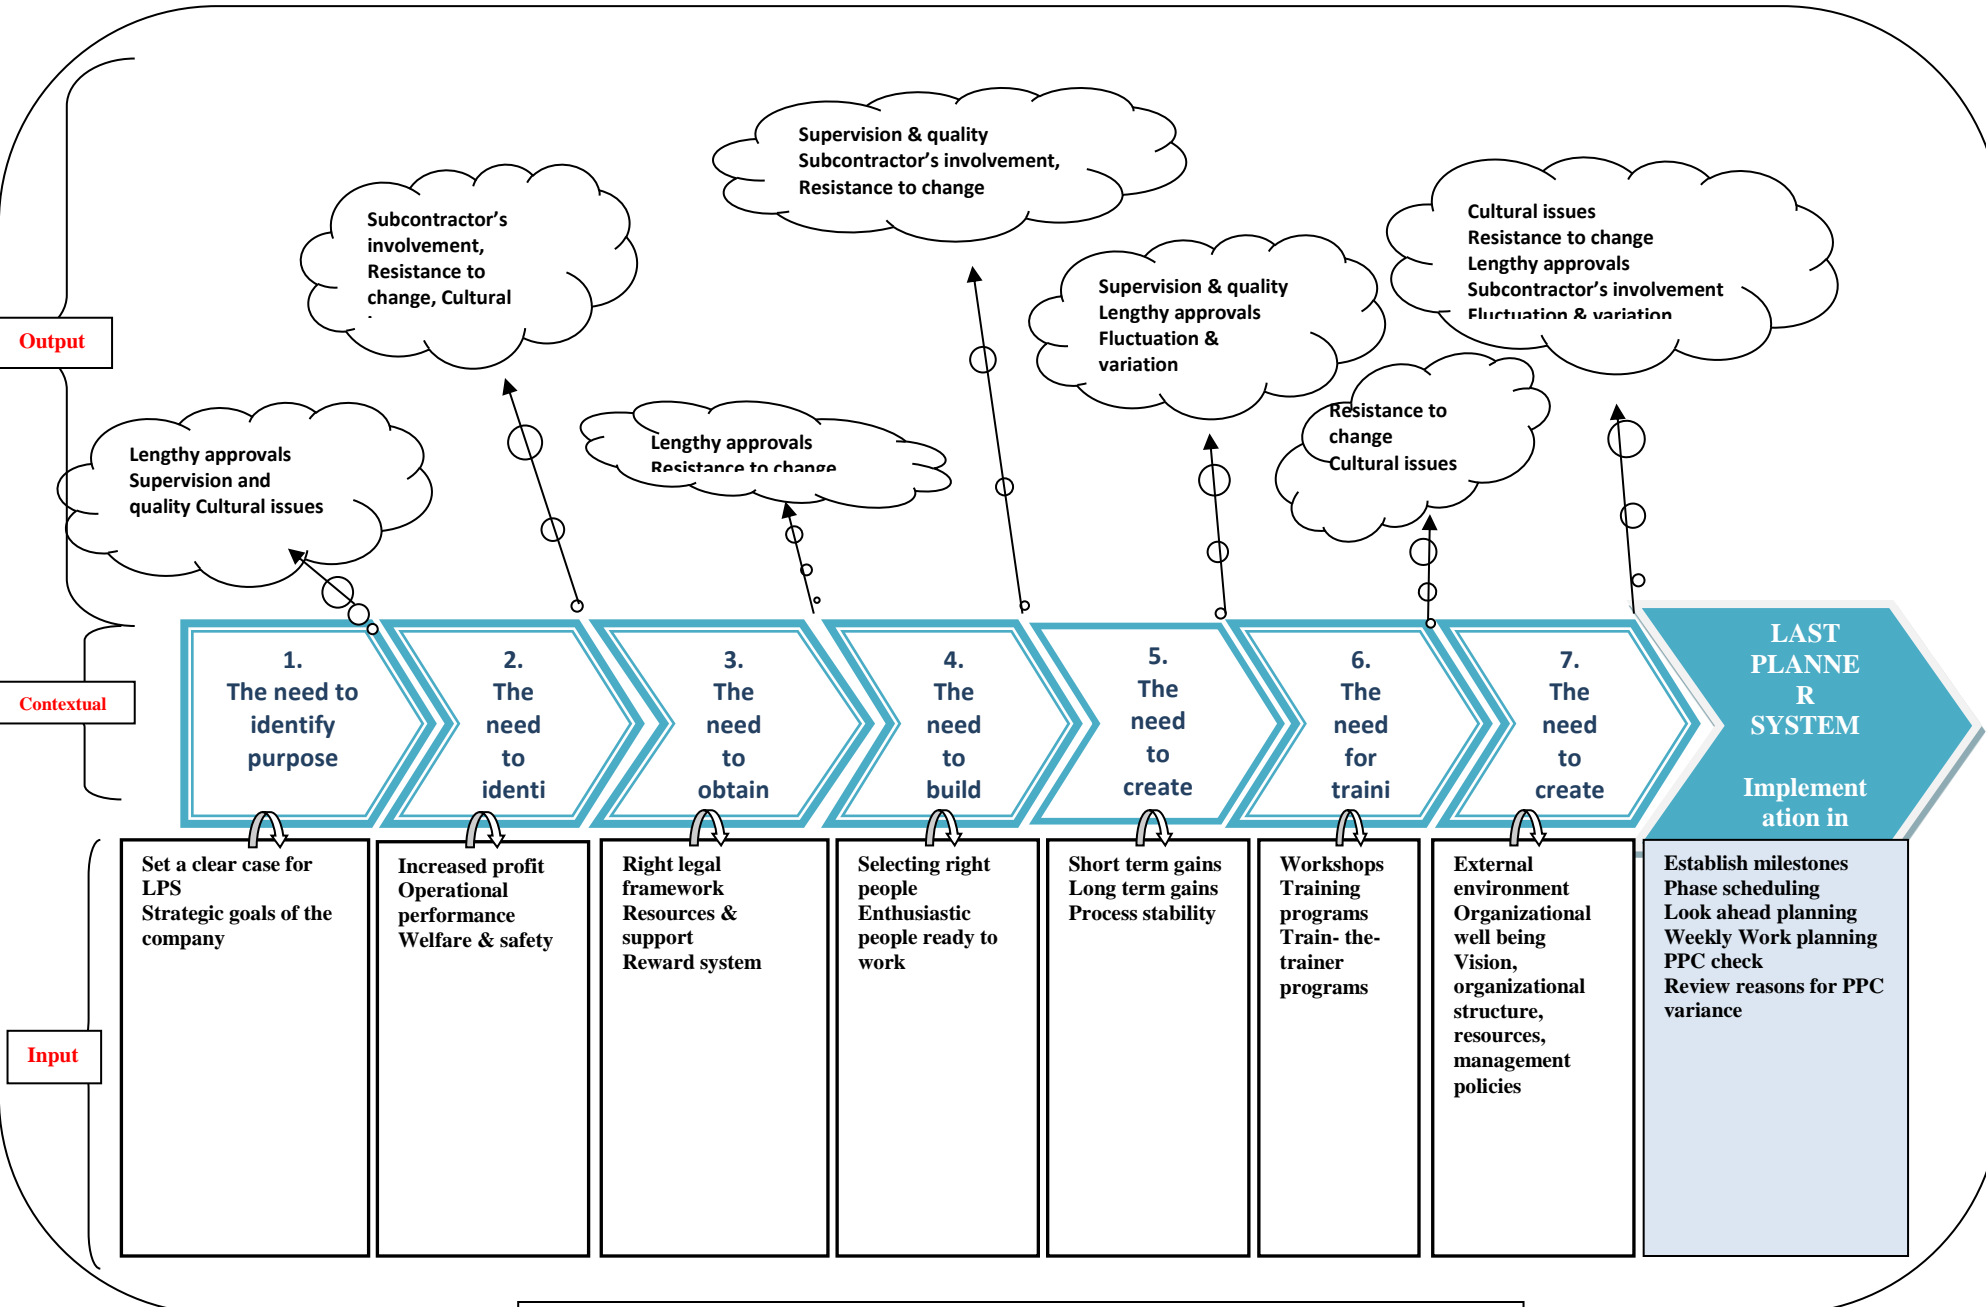 Supervision & quality
Subcontractor’s involvement,
Resistance to change
Subcontractor’s
involvement,
Resistance to
change, Cultural
Cultural issues
Resistance to change
Lengthy approvals
Subcontractor’s involvement
Fluctuation & variation
Supervision & quality
Lengthy approvals
Fluctuation &
variation
Output
Lengthy approvals
Supervision and
quality Cultural issues
Lengthy approvals
Resistance to change
Resistance to
change
Cultural issues
Contextual
1.
The need to
identify
purpose
2.
The
need
to
identi
3.
The
need
to
obtain
4.
The
need
to
build
5.
The
need
to
create
6.
The
need
for
traini
7.
The
need
to
create
LAST
PLANNE
R
SYSTEM
Implement
ation in
Input
Set a clear case for
LPS
Strategic goals of the
company
Increased profit
Operational
performance
Welfare & safety
Right legal
framework
Resources &
support
Reward system
Selecting right
people
Enthusiastic
people ready to
work
Short term gains
Long term gains
Process stability
Workshops
Training
programs
Train- the-
trainer
programs
External
environment
Organizational
well being
Vision,
organizational
structure,
resources,
management
policies
Establish milestones
Phase scheduling
Look ahead planning
Weekly Work planning
PPC check
Review reasons for PPC
variance